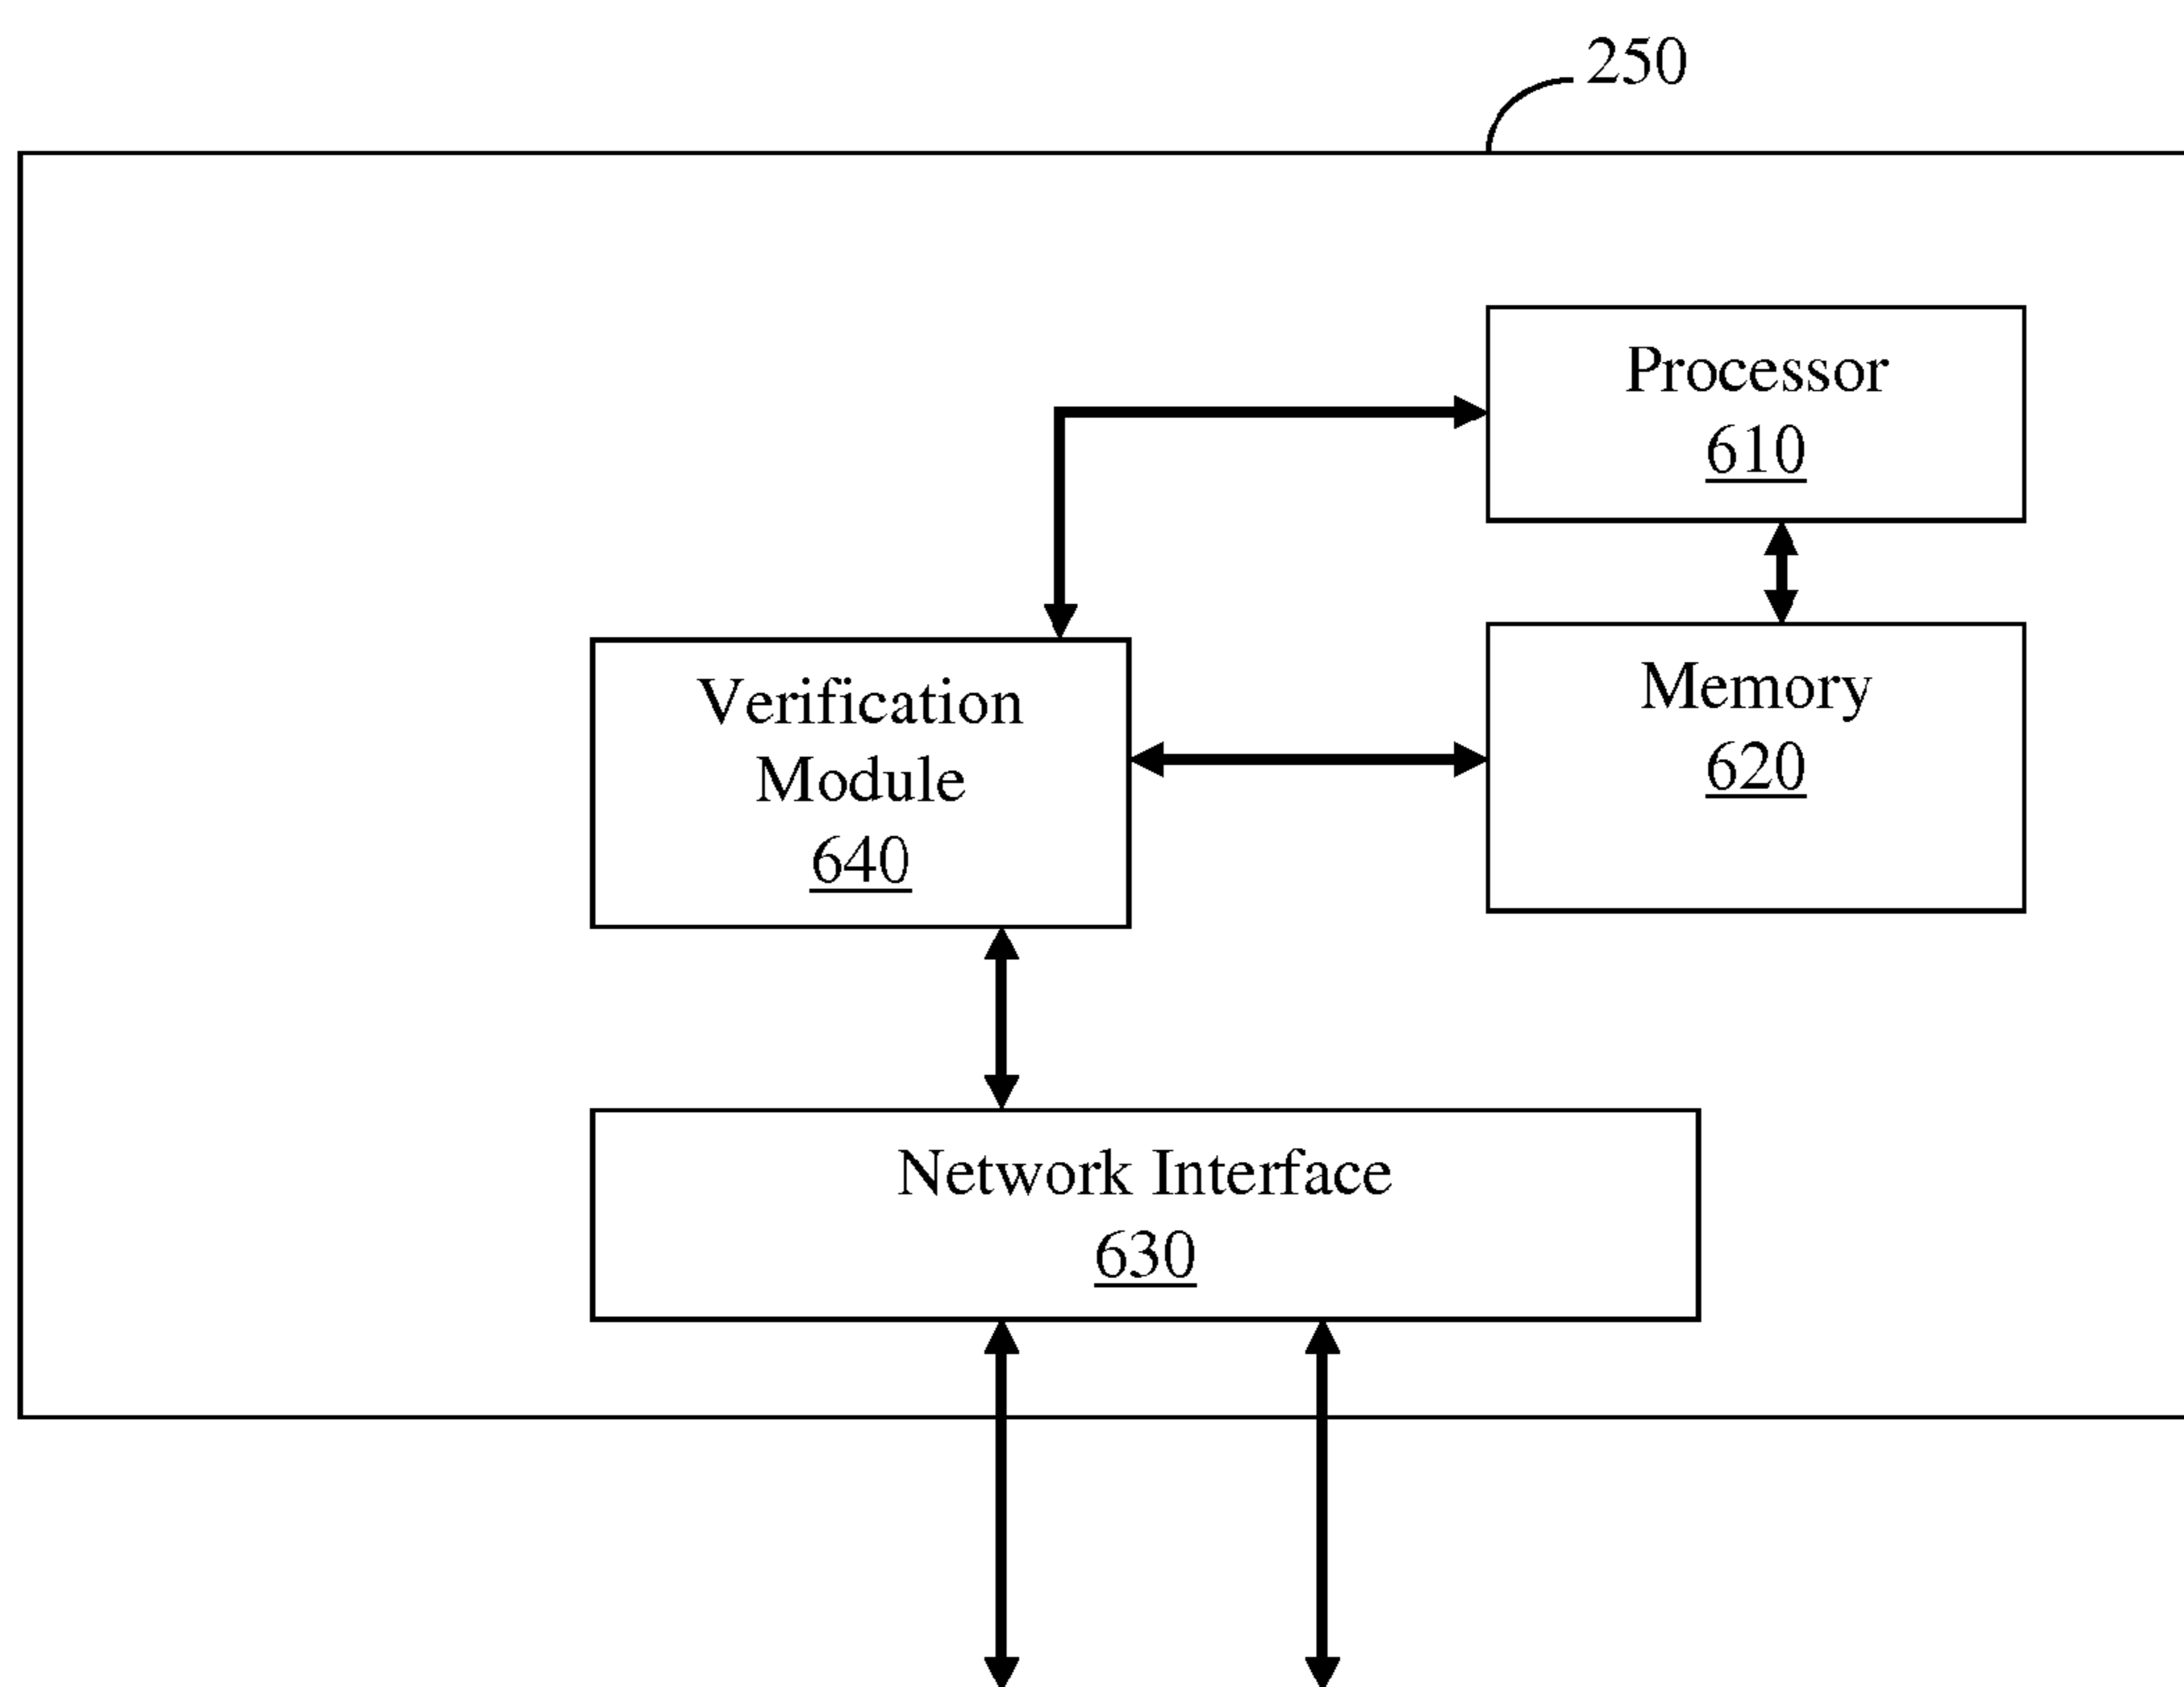 250
Processor
610
Verification
Module
640
Memory
620
Network Interface
630